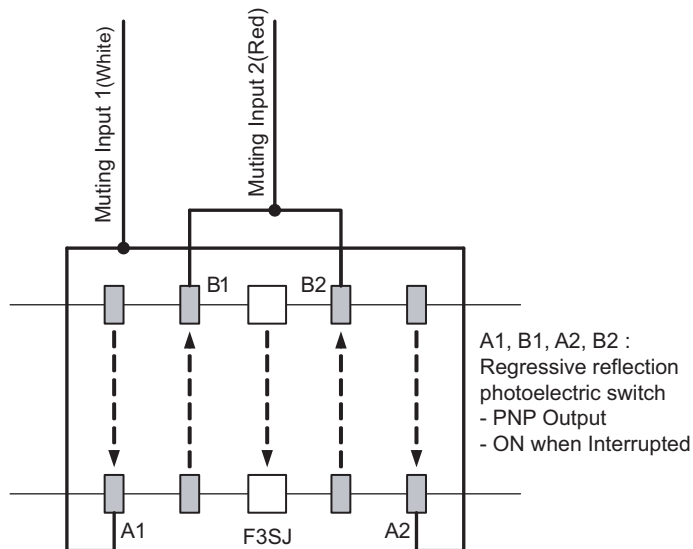 Muting Input 1(White)
Muting Input 2(Red)
B1
B2
A1, B1, A2, B2 :
Regressive reflection
photoelectric switch
- PNP Output
- ON when Interrupted
A1
F3SJ
A2